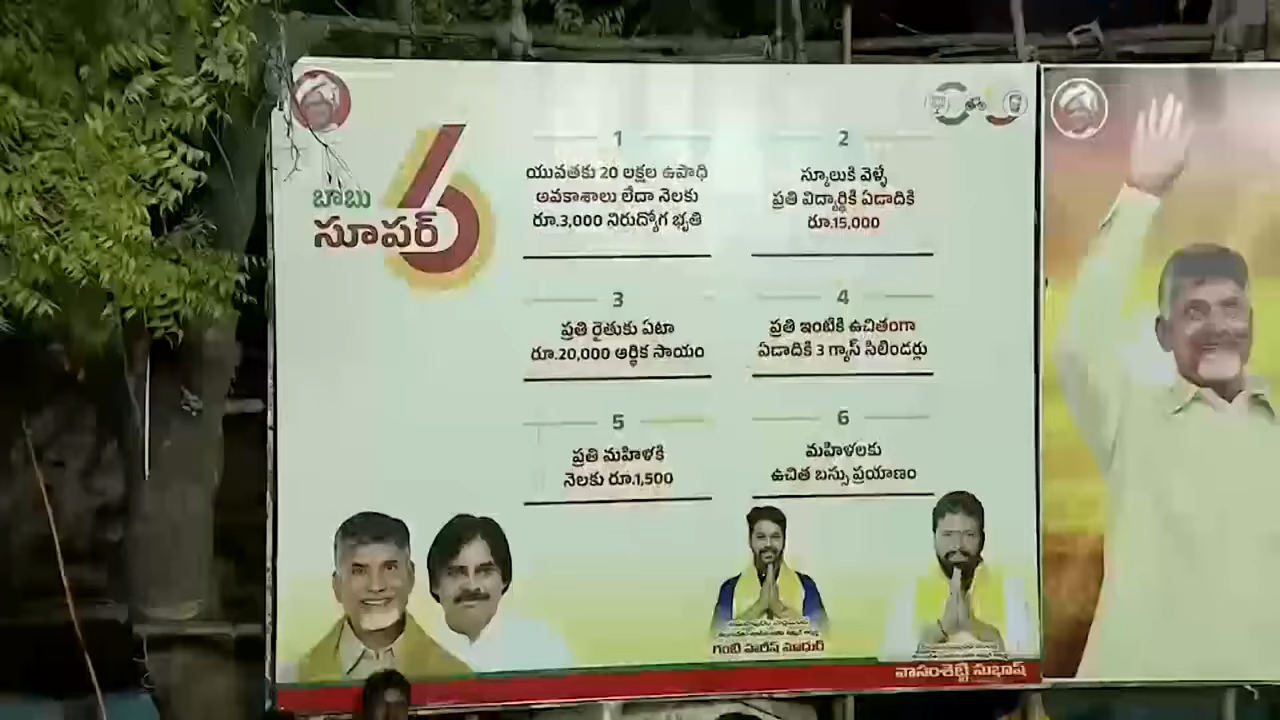 బాబు
సూపర్ 6
1
యువతకు 20 లక్షల ఉపాధి
అవకాశాలు లేదా నెలకు
రూ.3,000 నిరుద్యోగ భృతి
2
స్కూలుకి వెళ్ళే
ప్రతి విద్యార్థికి ఏడాదికి
రూ.15,000
3
ప్రతి రైతుకు ఏటా
రూ.20,000 ఆర్థిక సాయం
4
ప్రతి ఇంటికి ఉచితంగా
ఏడాదికి 3 గ్యాస్ సిలిండర్లు
5
ప్రతి మహిళకి
నెలకు రూ.1,500
6
మహిళలకు
ఉచిత బస్సు ప్రయాణం
గంటి హరీష్ మాధుర్
వాసంశెట్టి సుభాష్